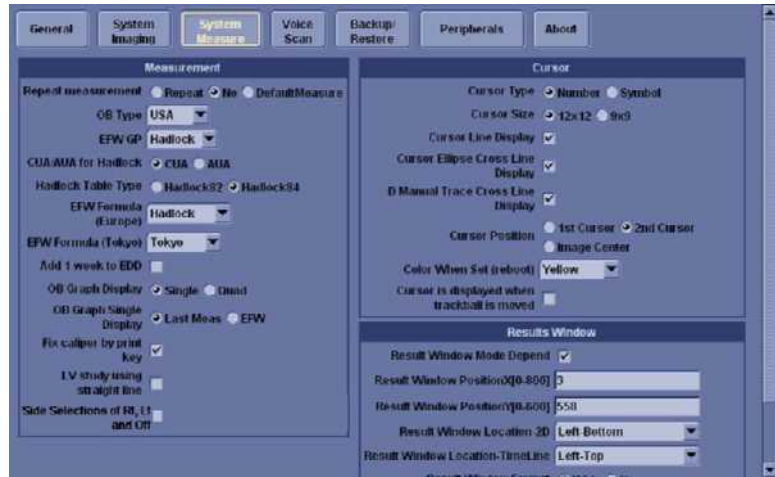 General System Imaging System Measure Voice Scan Backup/ Restore Peripherals About
Measurement
Repeat measurement Repeat No DefaultMeasure
OB Type USA
EFW GP Hadlock
CUA/AUA for Hadlock CUA AUA
Hadlock Table Type Hadlock82 Hadlock84
EFW Formula (Europe) Hadlock
EFW Formula (Tokyo) Tokyo
Add 1 week to EDD
OB Graph Display Single Quad
OB Graph Single Display Last Meas EFW
Fix caliper by print key
LV study using straight line
Side Selections of Rt, Lt and Off
Cursor
Cursor Type Number Symbol
Cursor Size 12x12 9x9
Cursor Line Display
Cursor Ellipse Cross Line Display
D Manual Trace Cross Line Display
Cursor Position 1st Cursor 2nd Cursor
Image Center
Color When Set (reboot) Yellow
Cursor is displayed when trackball is moved
Results Window
Result Window Mode Depend
Result Window PositionX[0-800] 3
Result Window PositionY[0-600] 558
Result Window Location-2D Left-Bottom
Result Window Location-TimeLine Left-Top